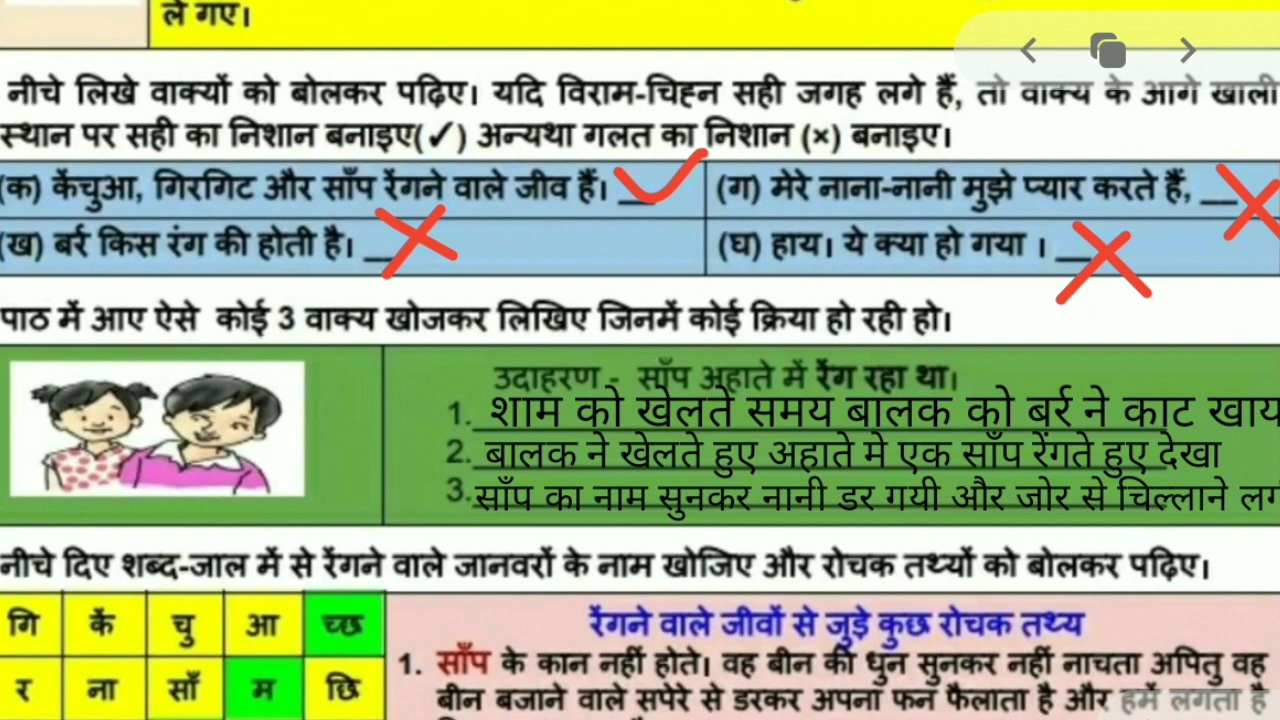 ले गए।
नीचे लिखे वाक्यों को बोलकर पढ़िए। यदि विराम-चिह्न सही जगह लगे हैं, तो वाक्य के आगे खाली
स्थान पर सही का निशान बनाइए(✓) अन्यथा गलत का निशान (×) बनाइए।
(क) केंचुआ, गिरगिट और साँप रेंगने वाले जीव हैं। __
(ग) मेरे नाना-नानी मुझे प्यार करते हैं, __
(ख) बर्र किस रंग की होती है। __
(घ) हाय। ये क्या हो गया । __
पाठ में आए ऐसे कोई 3 वाक्य खोजकर लिखिए जिनमें कोई क्रिया हो रही हो।
उदाहरण - साँप अहाते में रेंग रहा था।
1. शाम को खेलते समय बालक को बर्र ने काट खाय
2. बालक ने खेलते हुए अहाते मे एक साँप रेंगते हुए देखा
3. साँप का नाम सुनकर नानी डर गयी और जोर से चिल्लाने
नीचे दिए शब्द-जाल में से रेंगने वाले जानवरों के नाम खोजिए और रोचक तथ्यों को बोलकर पढ़िए।
गि कें चु आ च्छ
र ना साँ म छि
रेंगने वाले जीवों से जुड़े कुछ रोचक तथ्य
1. साँप के कान नहीं होते। वह बीन की धुन सुनकर नहीं नाचता अपितु वह
बीन बजाने वाले सपेरे से डरकर अपना फन फैलाता है और हमें लगता है